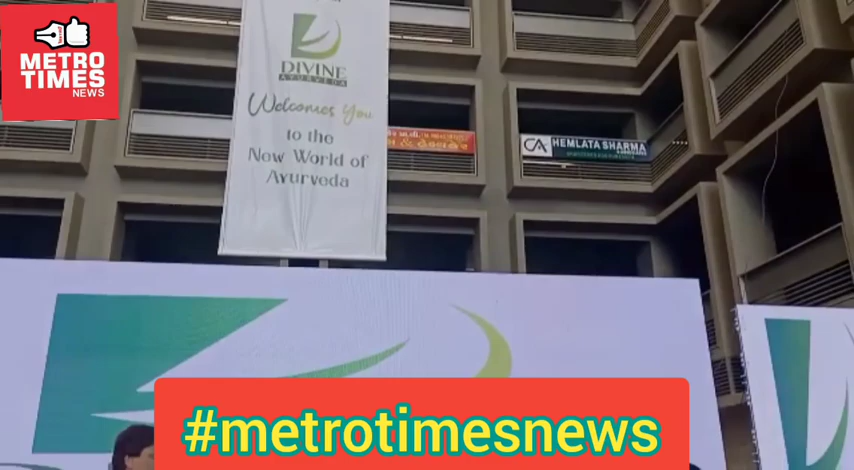 METRO
TIMES
NEWS
DIVINE
AYURVEDA
Welcomes You
to the
New World of
Ayurveda
CA HEMLATA SHARMA
#metrotimesnews